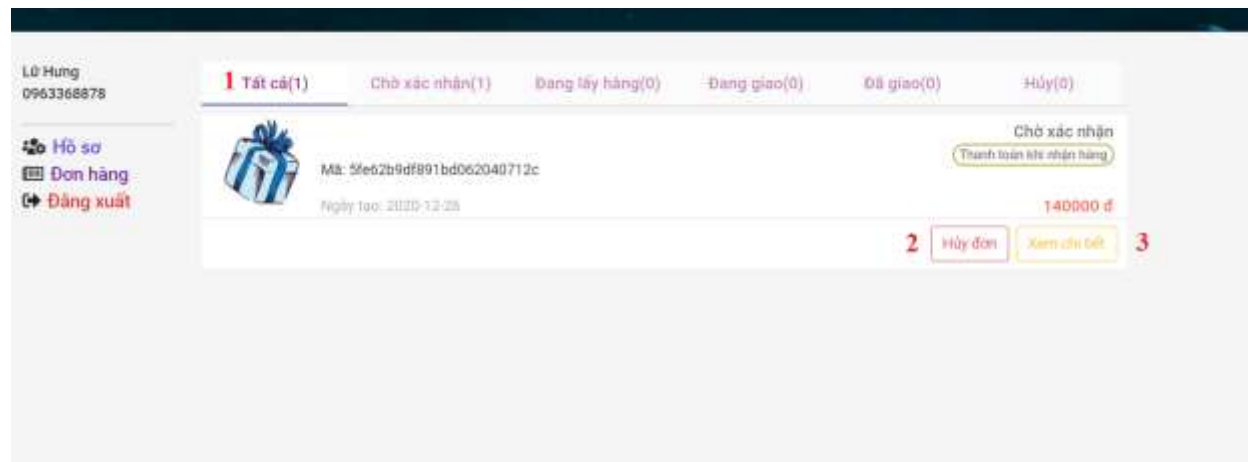 Lữ Hưng
0963368878
Hồ sơ
Đơn hàng
Đăng xuất
1 Tất cả(1) Chờ xác nhận(1) Đang lấy hàng(0) Đang giao(0) Đã giao(0) Hủy(0)
Chờ xác nhận
Thanh toán khi nhận hàng
Mã: 5fe62b9df891bd062040712c
Ngày tạo: 2020-12-26
140000 đ
2 Hủy đơn Xem chi tiết 3